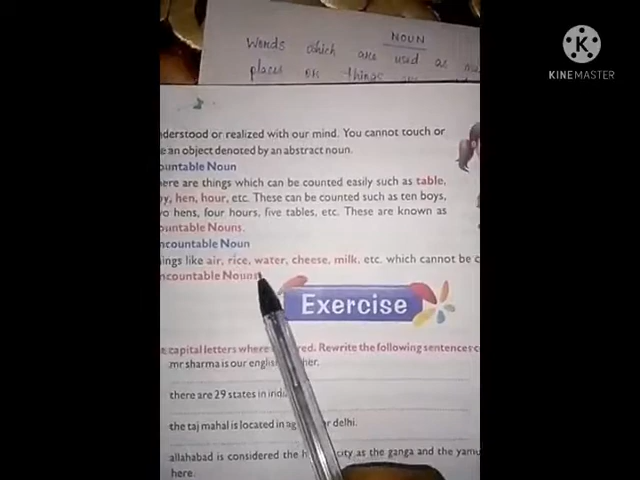 NOUN
Words which are used as
places or things
KINEMASTER
derstood or realized with our mind. You cannot touch or
an object denoted by an abstract noun.
ountable Noun
ere are things which can be counted easily such as table,
y, hen, hour, etc. These can be counted such as ten boys,
o hens, four hours, five tables, etc. These are known as
ountable Nouns.
ncountable Noun
ings like air, rice, water, cheese, milk, etc. which cannot be c
ncountable Nouns
Exercise
e capital letters where red. Rewrite the following sentences
mr sharma is our english her.
there are 29 states in indi
the taj mahal is located in ag r delhi.
allahabad is considered the h city as the ganga and the yamu
here.